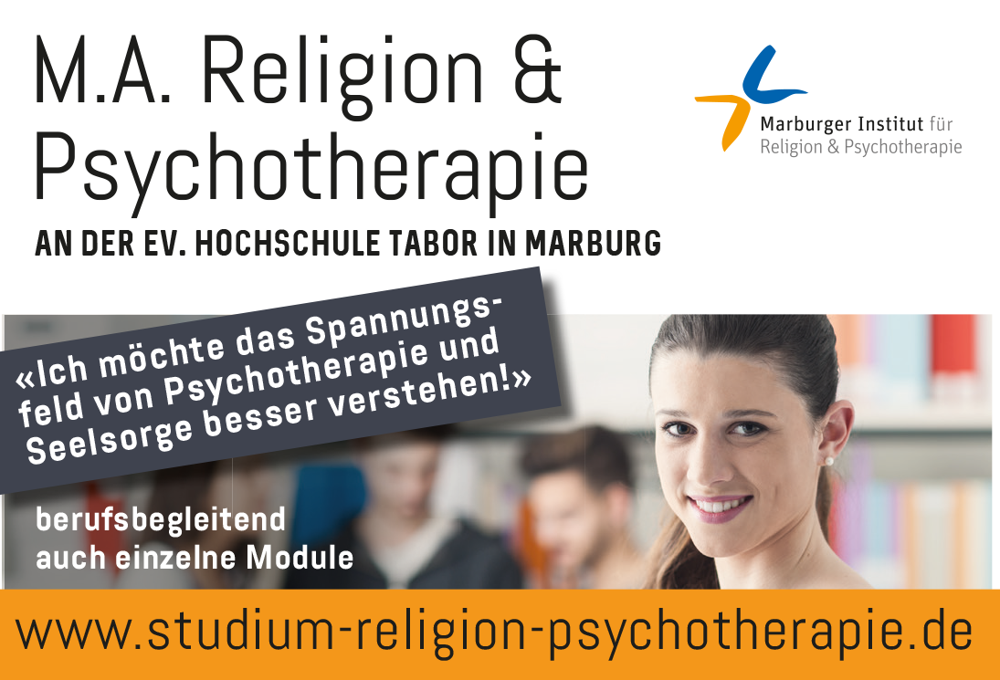 M.A. Religion &
Psychotherapie
AN DER EV. HOCHSCHULE TABOR IN MARBURG
Marburger Institut für
Religion & Psychotherapie
«Ich möchte das Spannungs-
feld von Psychotherapie und
Seelsorge besser verstehen!»
berufsbegleitend
auch einzelne Module
www.studium-religion-psychotherapie.de